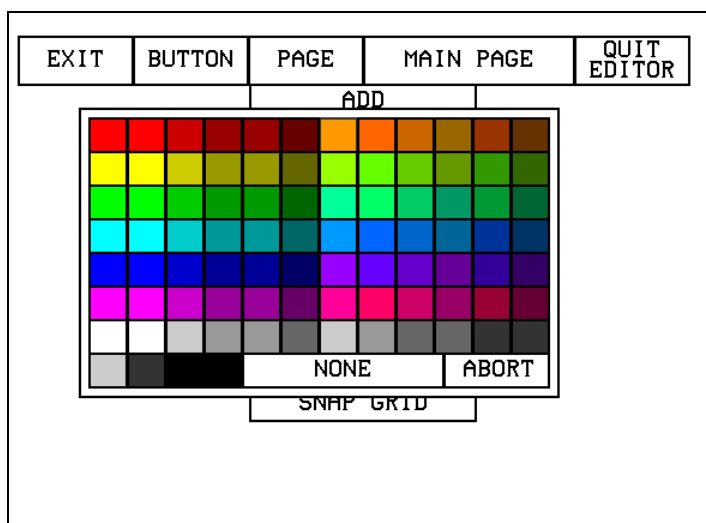 EXIT
BUTTON
PAGE
MAIN PAGE
QUIT
EDITOR
ADD
NONE
ABORT
SNAP GRID